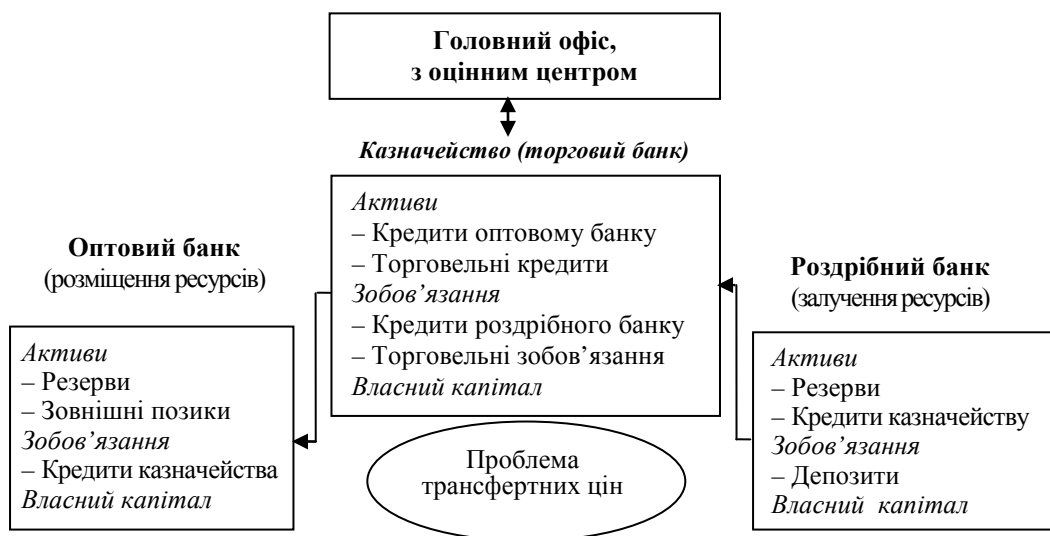 Головний офіс,
з оцінним центром
Казначейство (торговий банк)
Активи
– Кредити оптовому банку
– Торговельні кредити
Зобов’язання
– Кредити роздрібного банку
– Торговельні зобов’язання
Власний капітал
Оптовий банк
(розміщення ресурсів)
Активи
– Резерви
– Зовнішні позики
Зобов’язання
– Кредити казначейства
Власний капітал
Проблема
трансфертних цін
Роздрібний банк
(залучення ресурсів)
Активи
– Резерви
– Кредити казначейству
Зобов’язання
– Депозити
Власний капітал